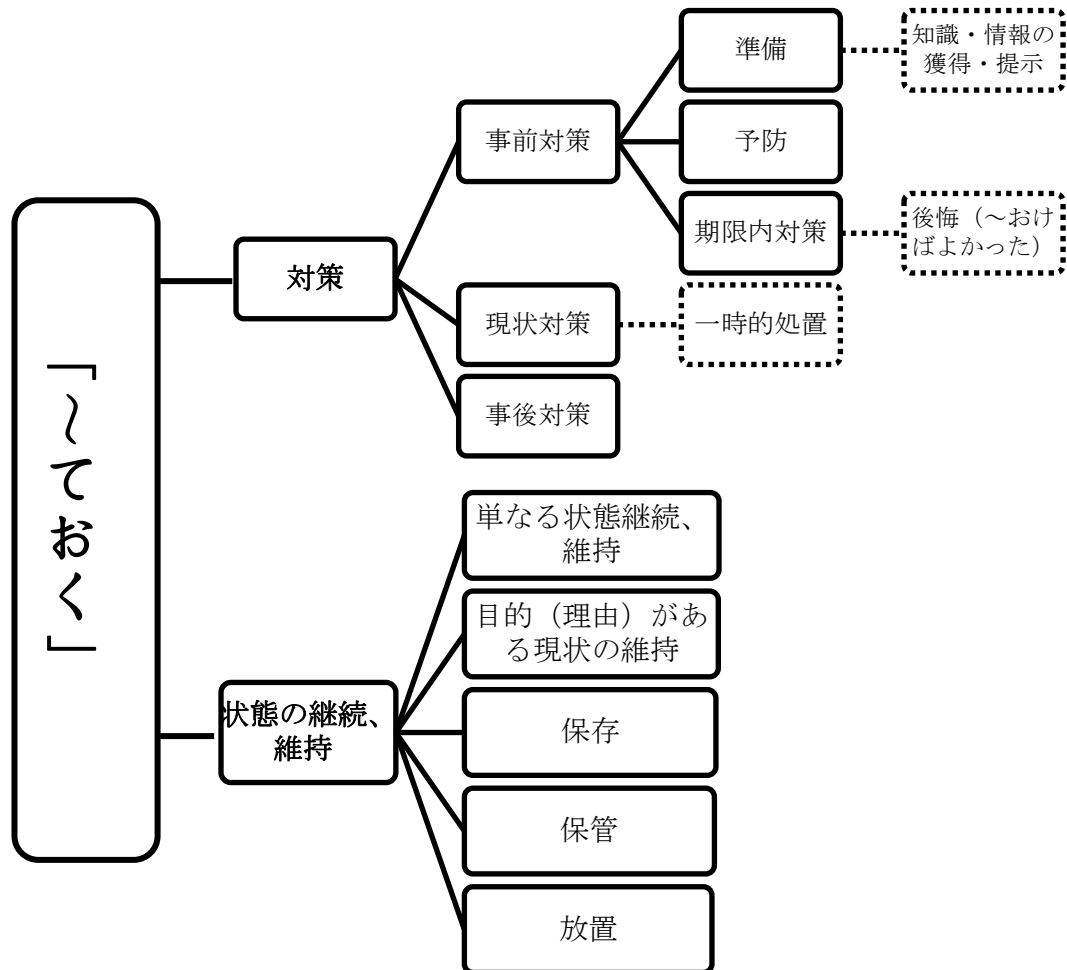 「～ておく」
対策
事前対策
準備
知識・情報の
獲得・提示
予防
期限内対策
後悔（～おけ
ばよかった）
現状対策
一時的処置
事後対策
状態の継続、
維持
単なる状態継続、
維持
目的（理由）があ
る現状の維持
保存
保管
放置